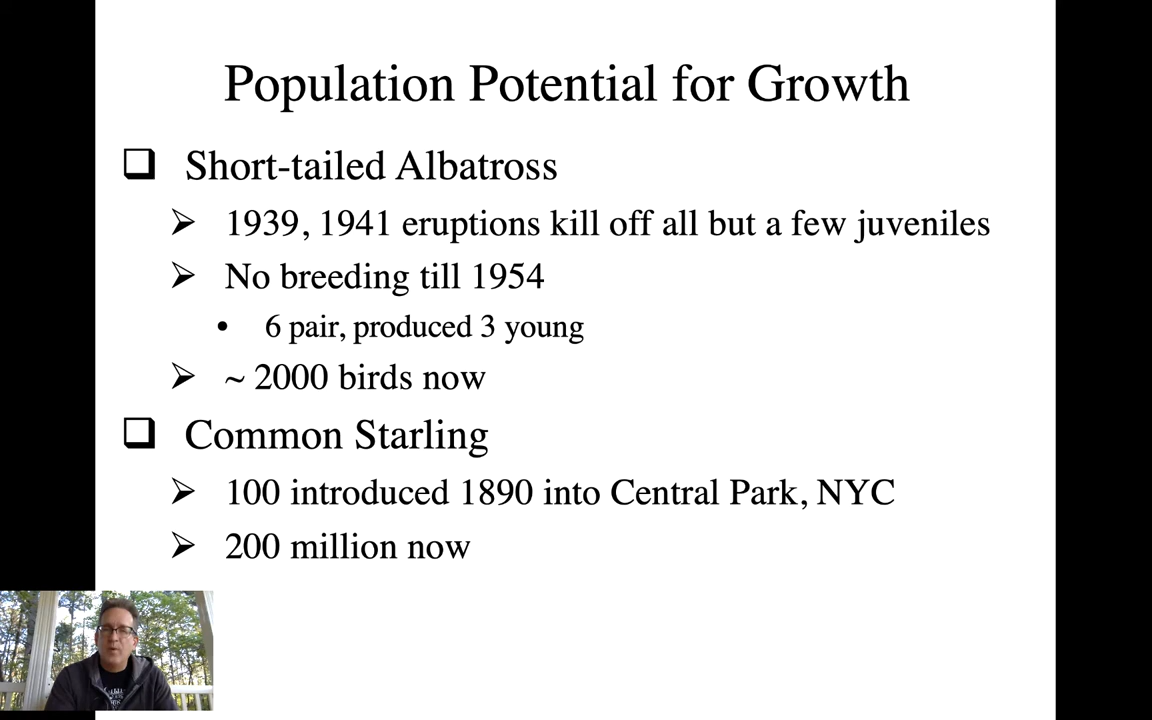 Population Potential for Growth
❑ Short-tailed Albatross
➢ 1939, 1941 eruptions kill off all but a few juveniles
➢ No breeding till 1954
• 6 pair, produced 3 young
➢ ~ 2000 birds now
❑ Common Starling
➢ 100 introduced 1890 into Central Park, NYC
➢ 200 million now